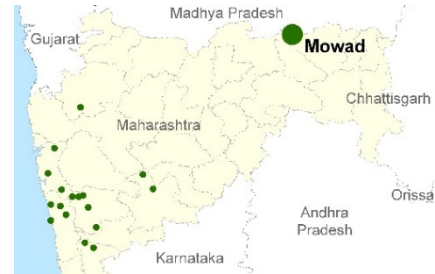 Madhya Pradesh
Gujarat
Mowad
Chhattisgarh
Maharashtra
Orissa
Andhra
Pradesh
Karnataka